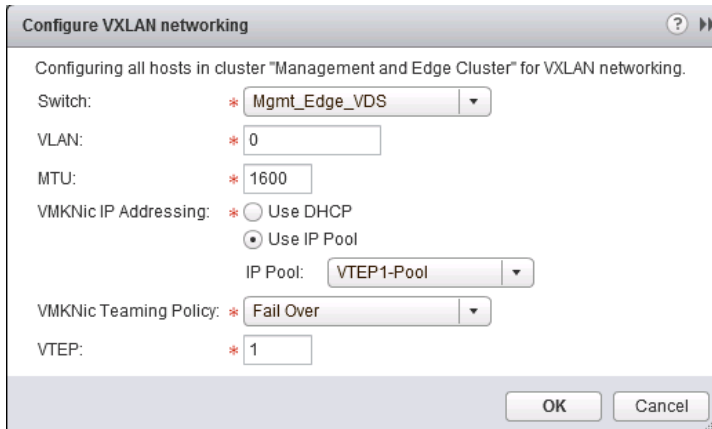 Configure VXLAN networking ?
Configuring all hosts in cluster "Management and Edge Cluster" for VXLAN networking.
Switch: * Mgmt_Edge_VDS
VLAN: * 0
MTU: * 1600
VMKNic IP Addressing: * Use DHCP
Use IP Pool
IP Pool: VTEP1-Pool
VMKNic Teaming Policy: * Fail Over
VTEP: * 1
OK Cancel